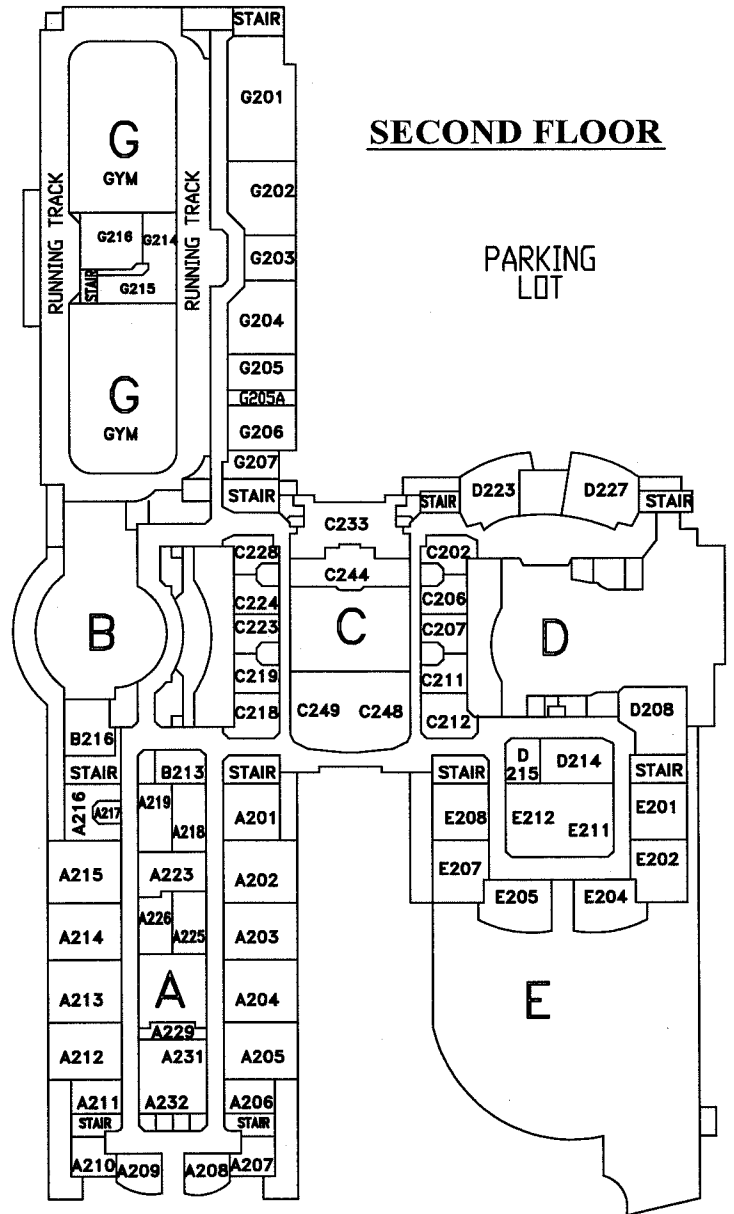 STAIR
G201
SECOND FLOOR
G
GYM
RUNNING TRACK
RUNNING TRACK
G202
G216
G214
G203
PARKING
LOT
STAIR
G215
G204
G205
G205A
G
GYM
G206
G207
STAIR
C233
STAIR
D223
D227
STAIR
C228
C244
C202
C224
C206
C223
C
C207
B
D
C219
C211
C218
C249
C248
C212
D208
B216
STAIR
B213
STAIR
STAIR
D
215
D214
STAIR
A216
A217
A219
A218
A201
E208
E212
E211
E201
A215
A223
A202
E207
E202
E205
E204
A214
A226
A225
A203
A213
A
A204
E
A229
A212
A231
A205
A211
A232
A206
STAIR
STAIR
A210
A209
A208
A207